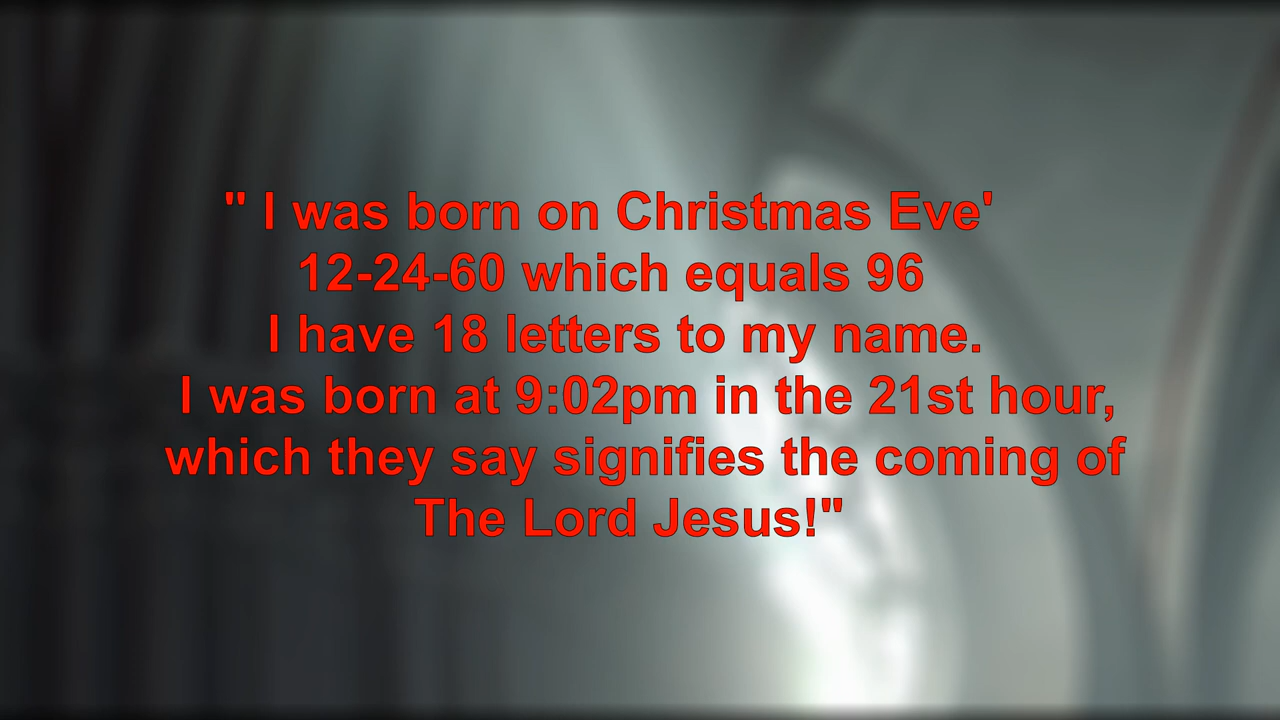 " I was born on Christmas Eve'
12-24-60 which equals 96
I have 18 letters to my name.
I was born at 9:02pm in the 21st hour,
which they say signifies the coming of
The Lord Jesus!"